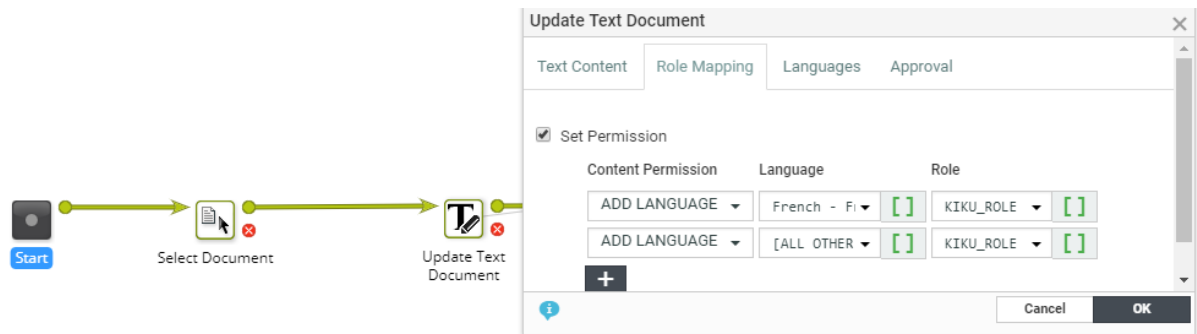 Update Text Document
Text Content Role Mapping Languages Approval
Set Permission
Content Permission Language Role
ADD LANGUAGE French - F [] KIKU_ROLE []
ADD LANGUAGE [ALL OTHER [] KIKU_ROLE []
+
Cancel OK
Start
Select Document
Update Text
Document